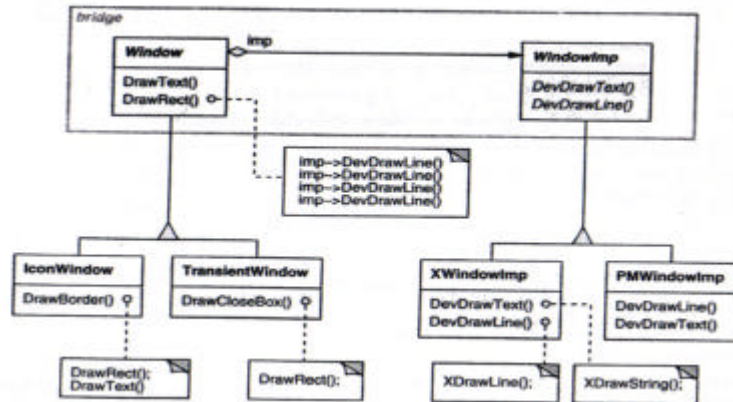 bridge
Window
imp
WindowImp
DrawText()
DrawRect()
DevDrawText()
DevDrawLine()
imp->DevDrawLine()
imp->DevDrawLine()
imp->DevDrawLine()
imp->DevDrawLine()
IconWindow
DrawBorder()
TransientWindow
DrawCloseBox()
XWindowImp
DevDrawText()
DevDrawLine()
PMWindowImp
DevDrawLine()
DevDrawText()
DrawRect();
DrawText()
DrawRect();
XDrawLine();
XDrawString();